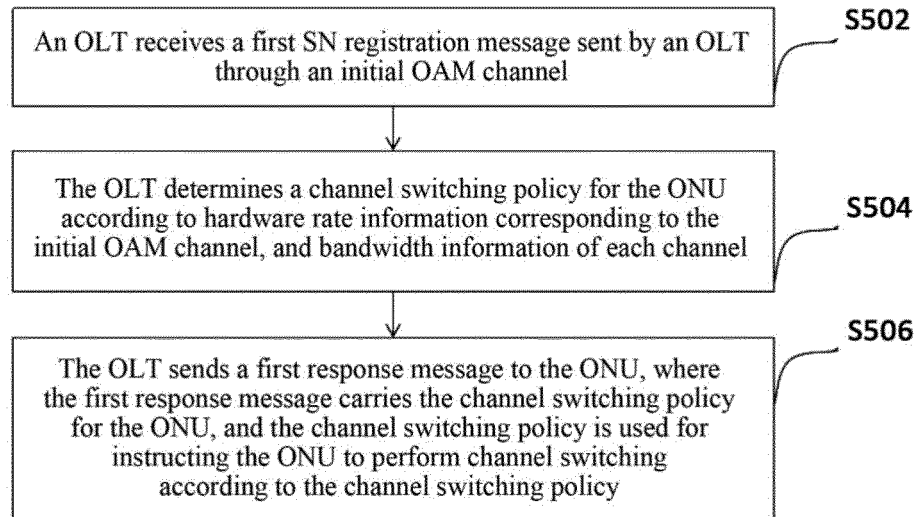 S502
An OLT receives a first SN registration message sent by an OLT
through an initial OAM channel
S504
The OLT determines a channel switching policy for the ONU
according to hardware rate information corresponding to the
initial OAM channel, and bandwidth information of each channel
S506
The OLT sends a first response message to the ONU, where
the first response message carries the channel switching policy
for the ONU, and the channel switching policy is used for
instructing the ONU to perform channel switching
according to the channel switching policy